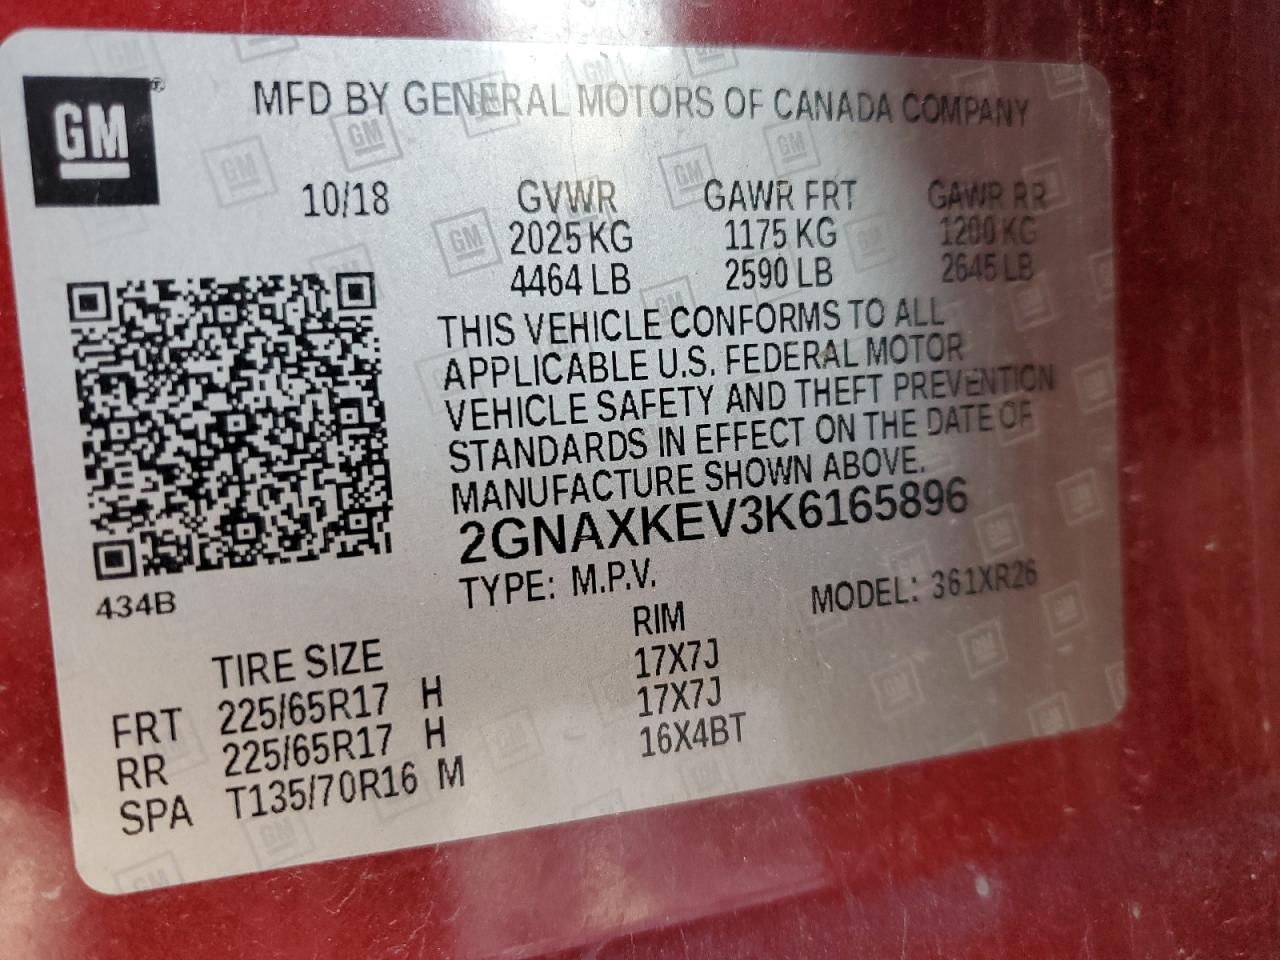 GM
MFD BY GENERAL MOTORS OF CANADA COMPANY
10/18 GVWR GAWR FRT GAWR RR
2025 KG 1175 KG 1200 KG
4464 LB 2590 LB 2645 LB
THIS VEHICLE CONFORMS TO ALL
APPLICABLE U.S. FEDERAL MOTOR
VEHICLE SAFETY AND THEFT PREVENTION
STANDARDS IN EFFECT ON THE DATE OF
MANUFACTURE SHOWN ABOVE.
2GNAXKEV3K6165896
TYPE: M.P.V. MODEL: 361XR26
434B
TIRE SIZE RIM
FRT 225/65R17 H 17X7J
RR 225/65R17 H 17X7J
SPA T135/70R16 M 16X4BT